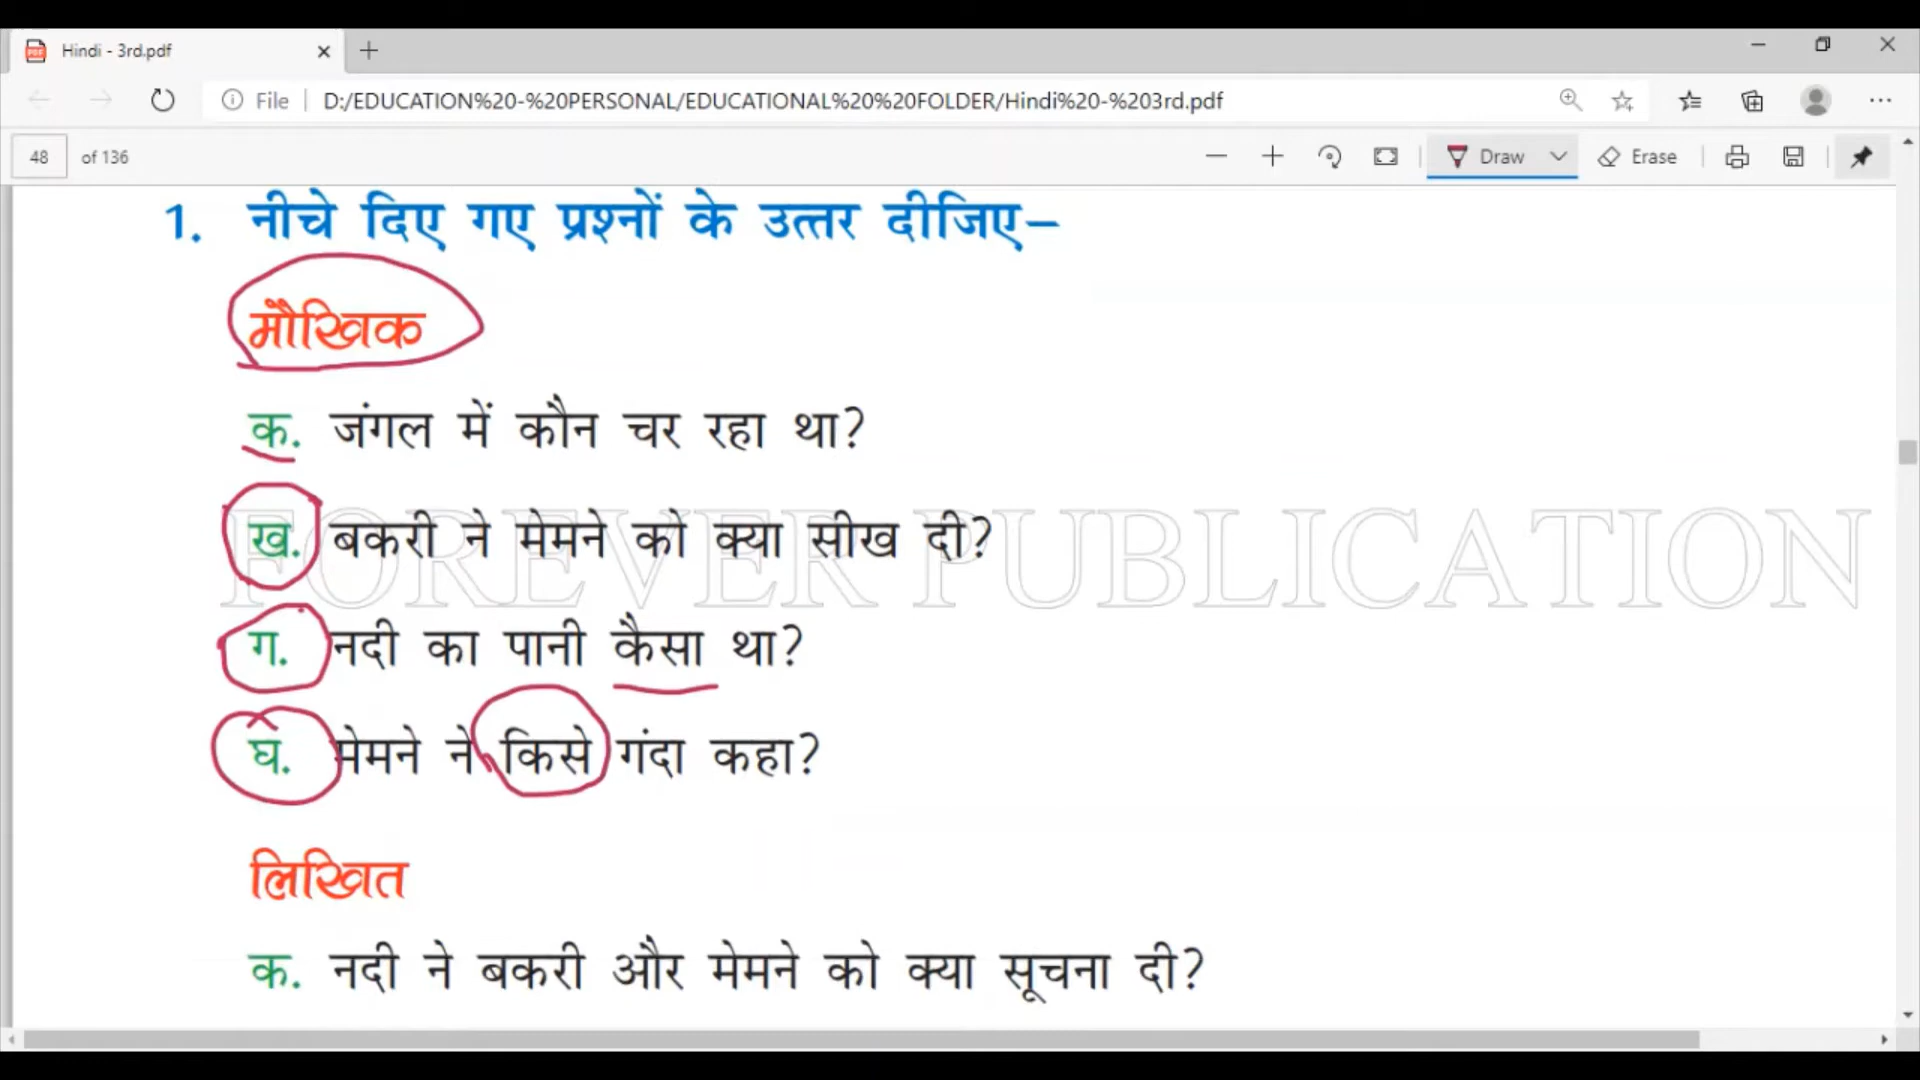 Hindi - 3rd.pdf
File D:/EDUCATION%20-%20PERSONAL/EDUCATIONAL%20%20FOLDER/Hindi%20-%203rd.pdf
48 of 136 Draw Erase
1. नीचे दिए गए प्रश्नों के उत्तर दीजिए–
मौखिक
क. जंगल में कौन चर रहा था?
ख. बकरी ने मेमने को क्या सीख दी?
FOREVER PUBLICATION
ग. नदी का पानी कैसा था?
घ. मेमने ने किसे गंदा कहा?
लिखित
क. नदी ने बकरी और मेमने को क्या सूचना दी?